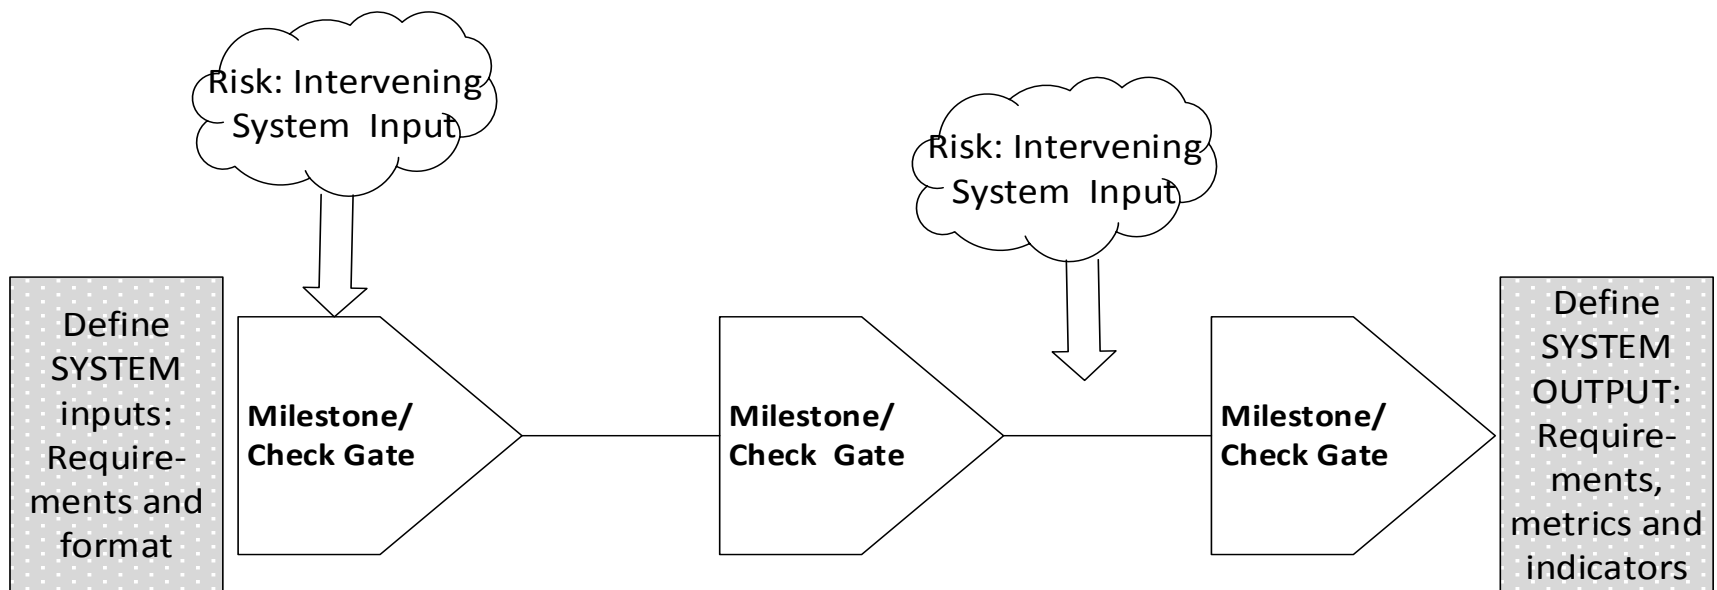 Risk: Intervening
System Input
Risk: Intervening
System Input
Define
SYSTEM
inputs:
Require-
ments and
format
Milestone/
Check Gate
Milestone/
Check Gate
Milestone/
Check Gate
Define
SYSTEM
OUTPUT:
Require-
ments,
metrics and
indicators